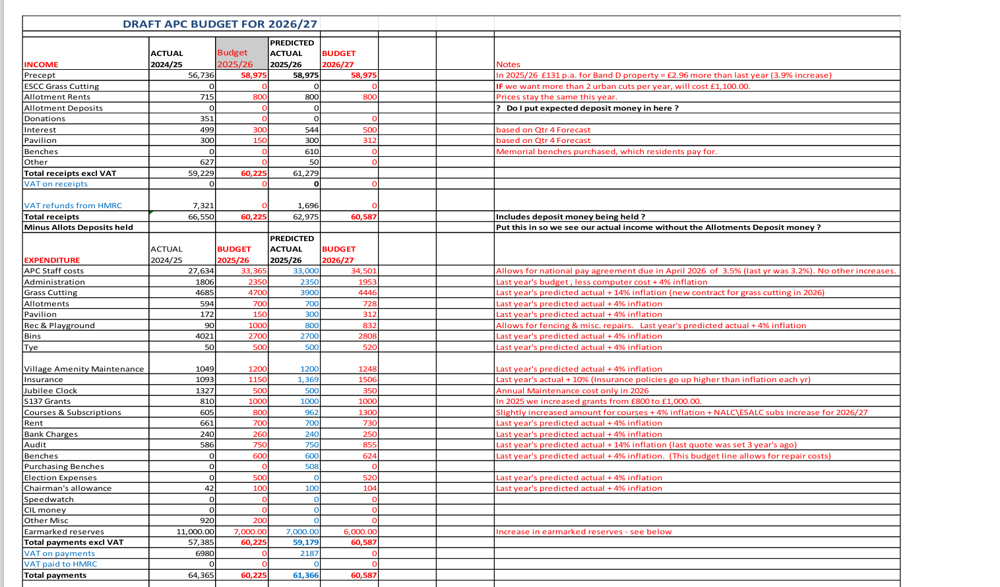 DRAFT APC BUDGET FOR 2026/27
INCOME ACTUAL 2024/25 Budget 2025/26 PREDICTED ACTUAL 2025/26 BUDGET 2026/27 Notes
Precept 56,736 58,975 58,975 58,975 In 2025/26 £131 p.a. for Band D property = £2.96 more than last year (3.9% increase)
ESCC Grass Cutting 0 0 0 0 IF we want more than 2 urban cuts per year, will cost £1,100.00.
Allotment Rents 715 800 800 800 Prices stay the same this year.
Allotment Deposits 0 0 0 ? Do I put expected deposit money in here ?
Donations 351 0 0 0
Interest 499 300 544 500 based on Qtr 4 Forecast
Pavilion 300 150 300 312 based on Qtr 4 Forecast
Benches 0 0 610 0 Memorial benches purchased, which residents pay for.
Other 627 0 50 0
Total receipts excl VAT 59,229 60,225 61,279
VAT on receipts 0 0 0 0
VAT refunds from HMRC 7,321 0 1,696 0
Total receipts 66,550 60,225 62,975 60,587 Includes deposit money being held ?
Minus Allots Deposits held Put this in so we see our actual income without the Allotments Deposit money ?
EXPENDITURE ACTUAL 2024/25 BUDGET 2025/26 PREDICTED ACTUAL 2025/26 BUDGET 2026/27
APC Staff costs 27,634 33,365 33,000 34,501 Allows for national pay agreement due in April 2026 of 3.5% (last yr was 3.2%). No other increases.
Administration 1806 2350 2350 1953 Last year's budget , less computer cost + 4% inflation
Grass Cutting 4685 4700 3900 4446 Last year's predicted actual + 14% inflation (new contract for grass cutting in 2026)
Allotments 594 700 700 728 Last year's predicted actual + 4% inflation
Pavilion 172 150 300 312 Last year's predicted actual + 4% inflation
Rec & Playground 90 1000 800 832 Allows for fencing & misc. repairs. Last year's predicted actual + 4% inflation
Bins 4021 2700 2700 2808 Last year's predicted actual + 4% inflation
Tye 50 500 500 520 Last year's predicted actual + 4% inflation
Village Amenity Maintenance 1049 1200 1200 1248 Last year's predicted actual + 4% inflation
Insurance 1093 1150 1,369 1506 Last year's actual + 10% (Insurance policies go up higher than inflation each yr)
Jubilee Clock 1327 500 500 350 Annual Maintenance cost only in 2026
S137 Grants 810 1000 1000 1000 In 2025 we increased grants from £800 to £1,000.00.
Courses & Subscriptions 605 800 962 1300 Slightly increased amount for courses + 4% inflation + NALC\ESALC subs increase for 2026/27
Rent 661 700 700 730 Last year's predicted actual + 4% inflation
Bank Charges 240 260 240 250 Last year's predicted actual + 4% inflation
Audit 586 750 750 855 Last year's predicted actual + 14% inflation (last quote was set 3 year's ago)
Benches 0 600 600 624 Last year's predicted actual + 4% inflation. (This budget line allows for repair costs)
Purchasing Benches 0 0 508 0
Election Expenses 0 500 0 520 Last year's predicted actual + 4% inflation
Chairman's allowance 42 100 100 104 Last year's predicted actual + 4% inflation
Speedwatch 0 0 0 0
CIL money 0 0 0 0
Other Misc 920 200 0 0
Earmarked reserves 11,000.00 7,000.00 7,000.00 6,000.00 Increase in earmarked reserves - see below
Total payments excl VAT 57,385 60,225 59,179 60,587
VAT on payments 6980 0 2187 0
VAT paid to HMRC 0 0 0 0
Total payments 64,365 60,225 61,366 60,587